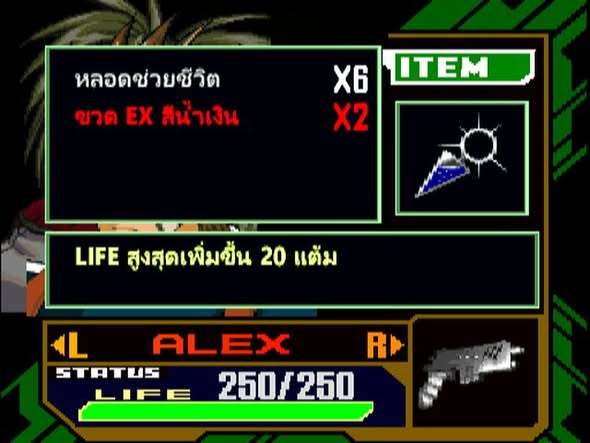 ITEM
หลอดช่วยชีวิต X6
ขวด EX สีน้ำเงิน X2
LIFE สูงสุดเพิ่มขึ้น 20 แต้ม
L ALEX R
STATUS
LIFE 250/250